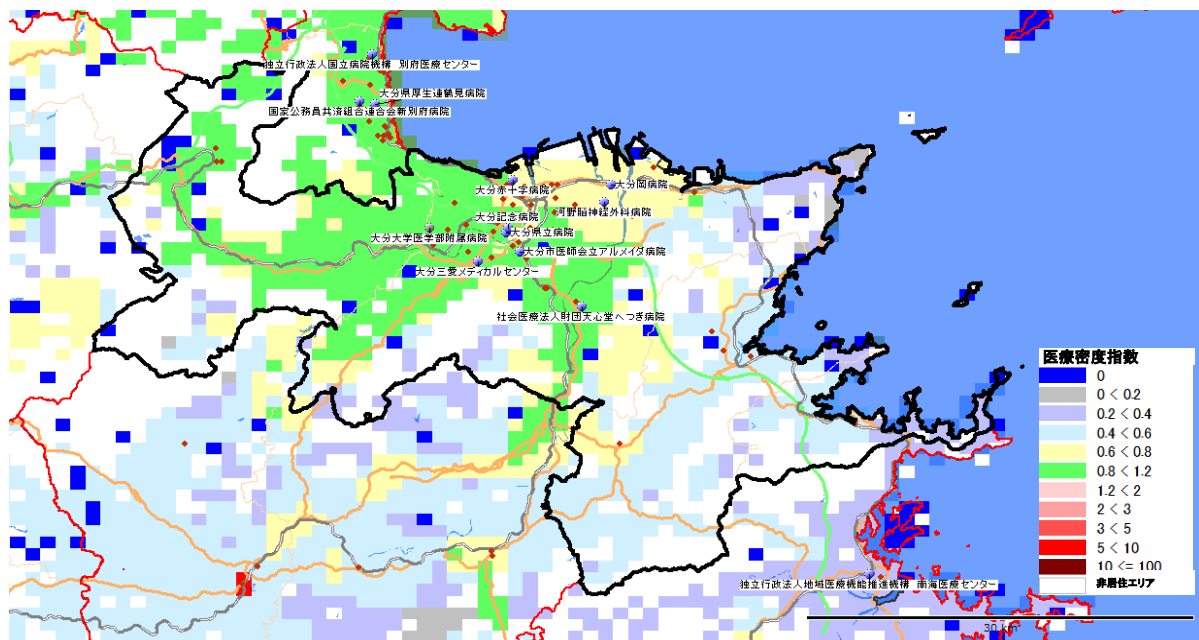 独立行政法人国立病院機構 別府医療センター
大分県厚生連鶴見病院
国家公務員共済組合連合会新別府病院
大分赤十字病院
大分岡病院
河野脳神経外科病院
大分記念病院
大分県立病院
大分大学医学部附属病院
大分市医師会立アルメイダ病院
大分三愛メディカルセンター
社会医療法人財団天心堂へつぎ病院
医療密度指数
0
0 < 0.2
0.2 < 0.4
0.4 < 0.6
0.6 < 0.8
0.8 < 1.2
1.2 < 2
2 < 3
3 < 5
5 < 10
10 <= 100
非居住エリア
独立行政法人地域医療機能推進機構 南海医療センター
30 km